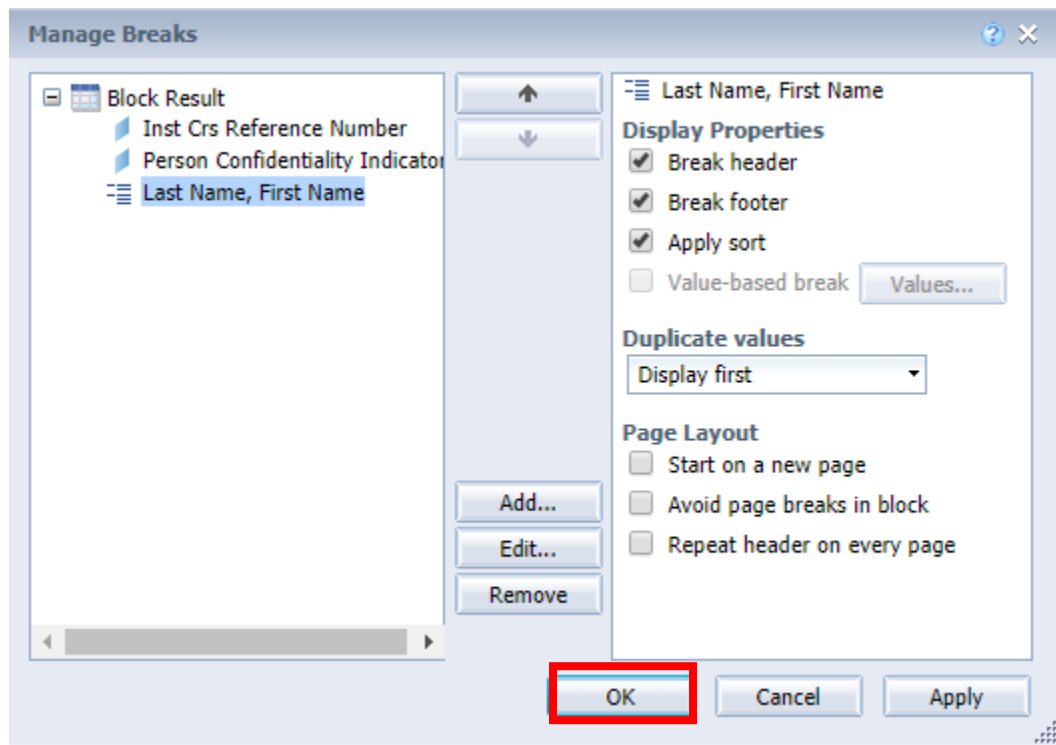 Manage Breaks
Block Result
Inst Crs Reference Number
Person Confidentiality Indicator
Last Name, First Name
Add...
Edit...
Remove
Last Name, First Name
Display Properties
Break header
Break footer
Apply sort
Value-based break Values...
Duplicate values
Display first
Page Layout
Start on a new page
Avoid page breaks in block
Repeat header on every page
OK Cancel Apply